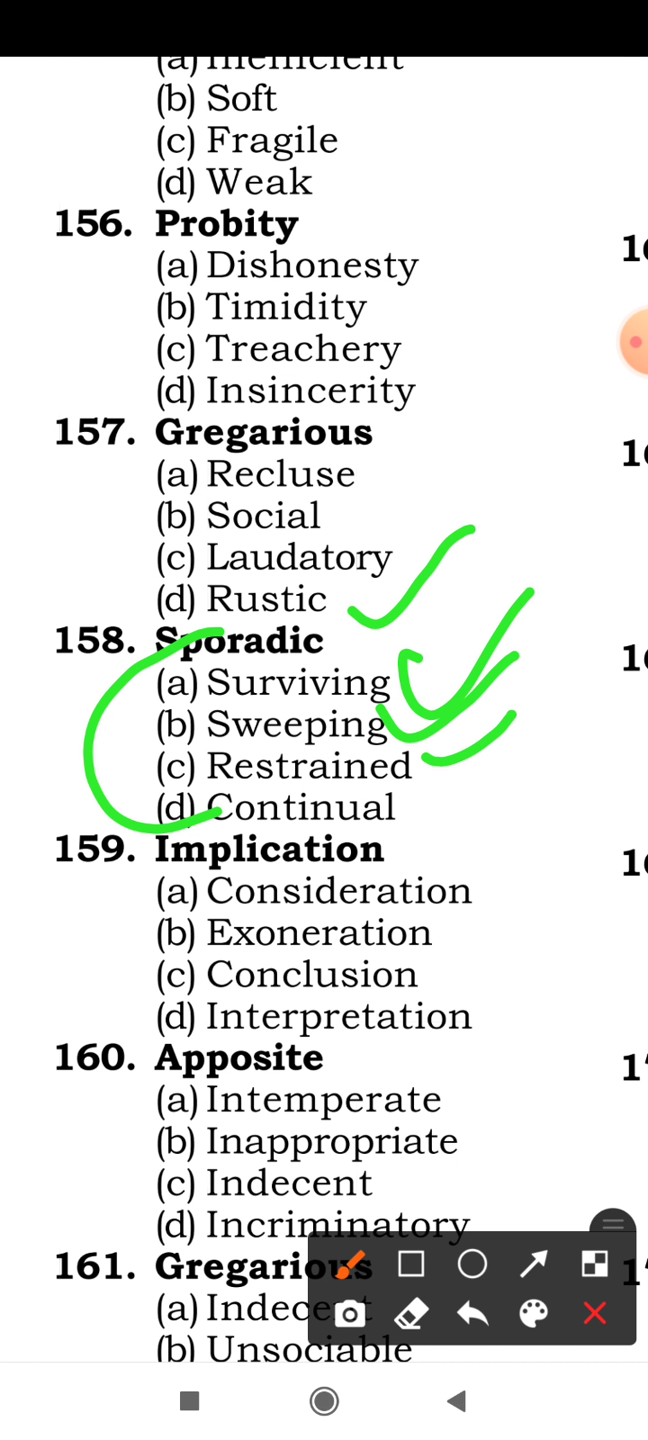 (b) Soft
(c) Fragile
(d) Weak
156. Probity
(a) Dishonesty
(b) Timidity
(c) Treachery
(d) Insincerity
157. Gregarious
(a) Recluse
(b) Social
(c) Laudatory
(d) Rustic
158. Sporadic
(a) Surviving
(b) Sweeping
(c) Restrained
(d) Continual
159. Implication
(a) Consideration
(b) Exoneration
(c) Conclusion
(d) Interpretation
160. Apposite
(a) Intemperate
(b) Inappropriate
(c) Indecent
(d) Incriminatory
161. Gregarious
(a) Indecent
(b) Unsociable